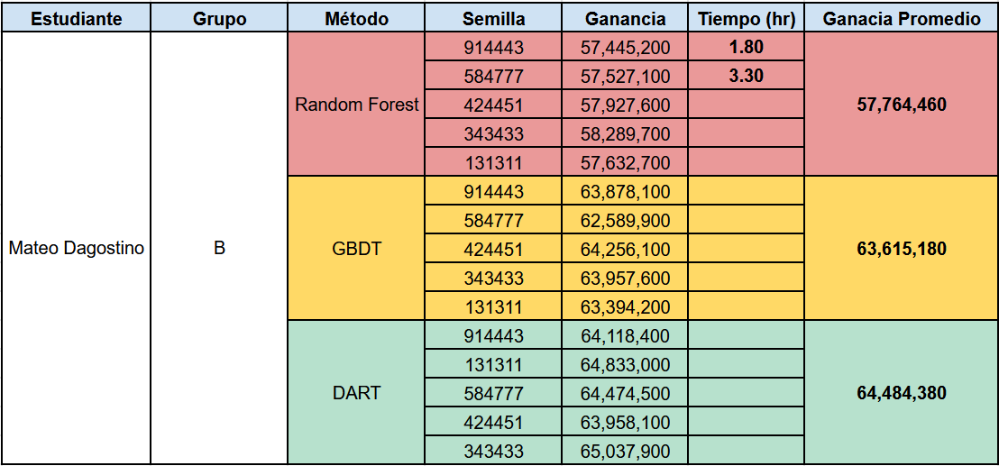 Estudiante Grupo Método Semilla Ganancia Tiempo (hr) Ganacia Promedio
914443 57,445,200 1.80
584777 57,527,100 3.30
Random Forest 424451 57,927,600 57,764,460
343433 58,289,700
131311 57,632,700
914443 63,878,100
584777 62,589,900
Mateo Dagostino B GBDT 424451 64,256,100 63,615,180
343433 63,957,600
131311 63,394,200
914443 64,118,400
131311 64,833,000
DART 584777 64,474,500 64,484,380
424451 63,958,100
343433 65,037,900